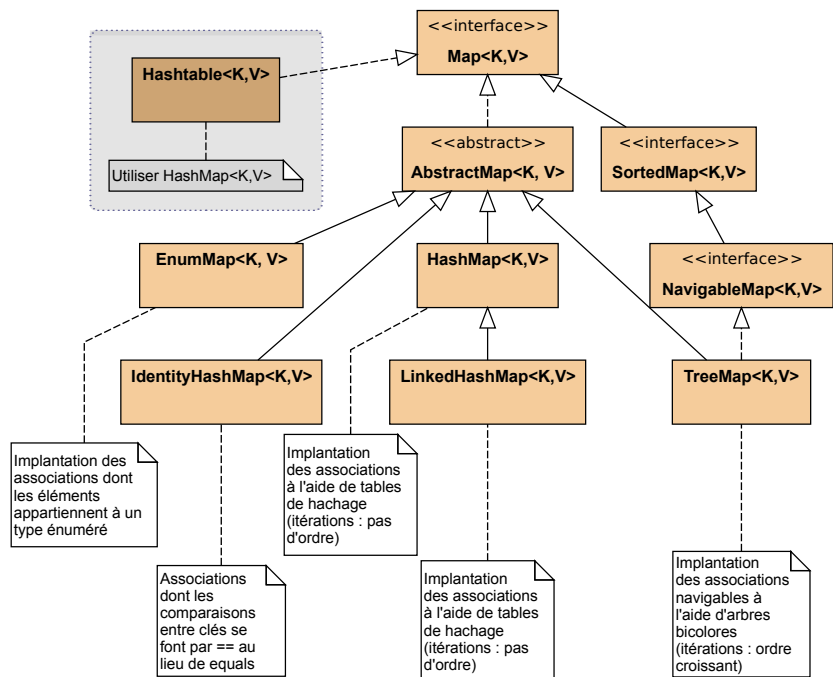 <<interface>>
Map<K,V>
Hashtable<K,V>
Utiliser HashMap<K,V>
<<abstract>>
AbstractMap<K, V>
<<interface>>
SortedMap<K,V>
EnumMap<K, V>
HashMap<K,V>
<<interface>>
NavigableMap<K,V>
IdentityHashMap<K,V>
LinkedHashMap<K,V>
TreeMap<K,V>
Implantation des
associations dont
les éléments
appartiennent à un
type énuméré
Implantation
des associations
à l'aide de tables
de hachage
(itérations : pas
d'ordre)
Associations
dont les
comparaisons
entre clés se
font par == au
lieu de equals
Implantation
des associations
à l'aide de tables
de hachage
(itérations : pas
d'ordre)
Implantation
des associations
navigables à
l'aide d'arbres
bicolores
(itérations : ordre
croissant)